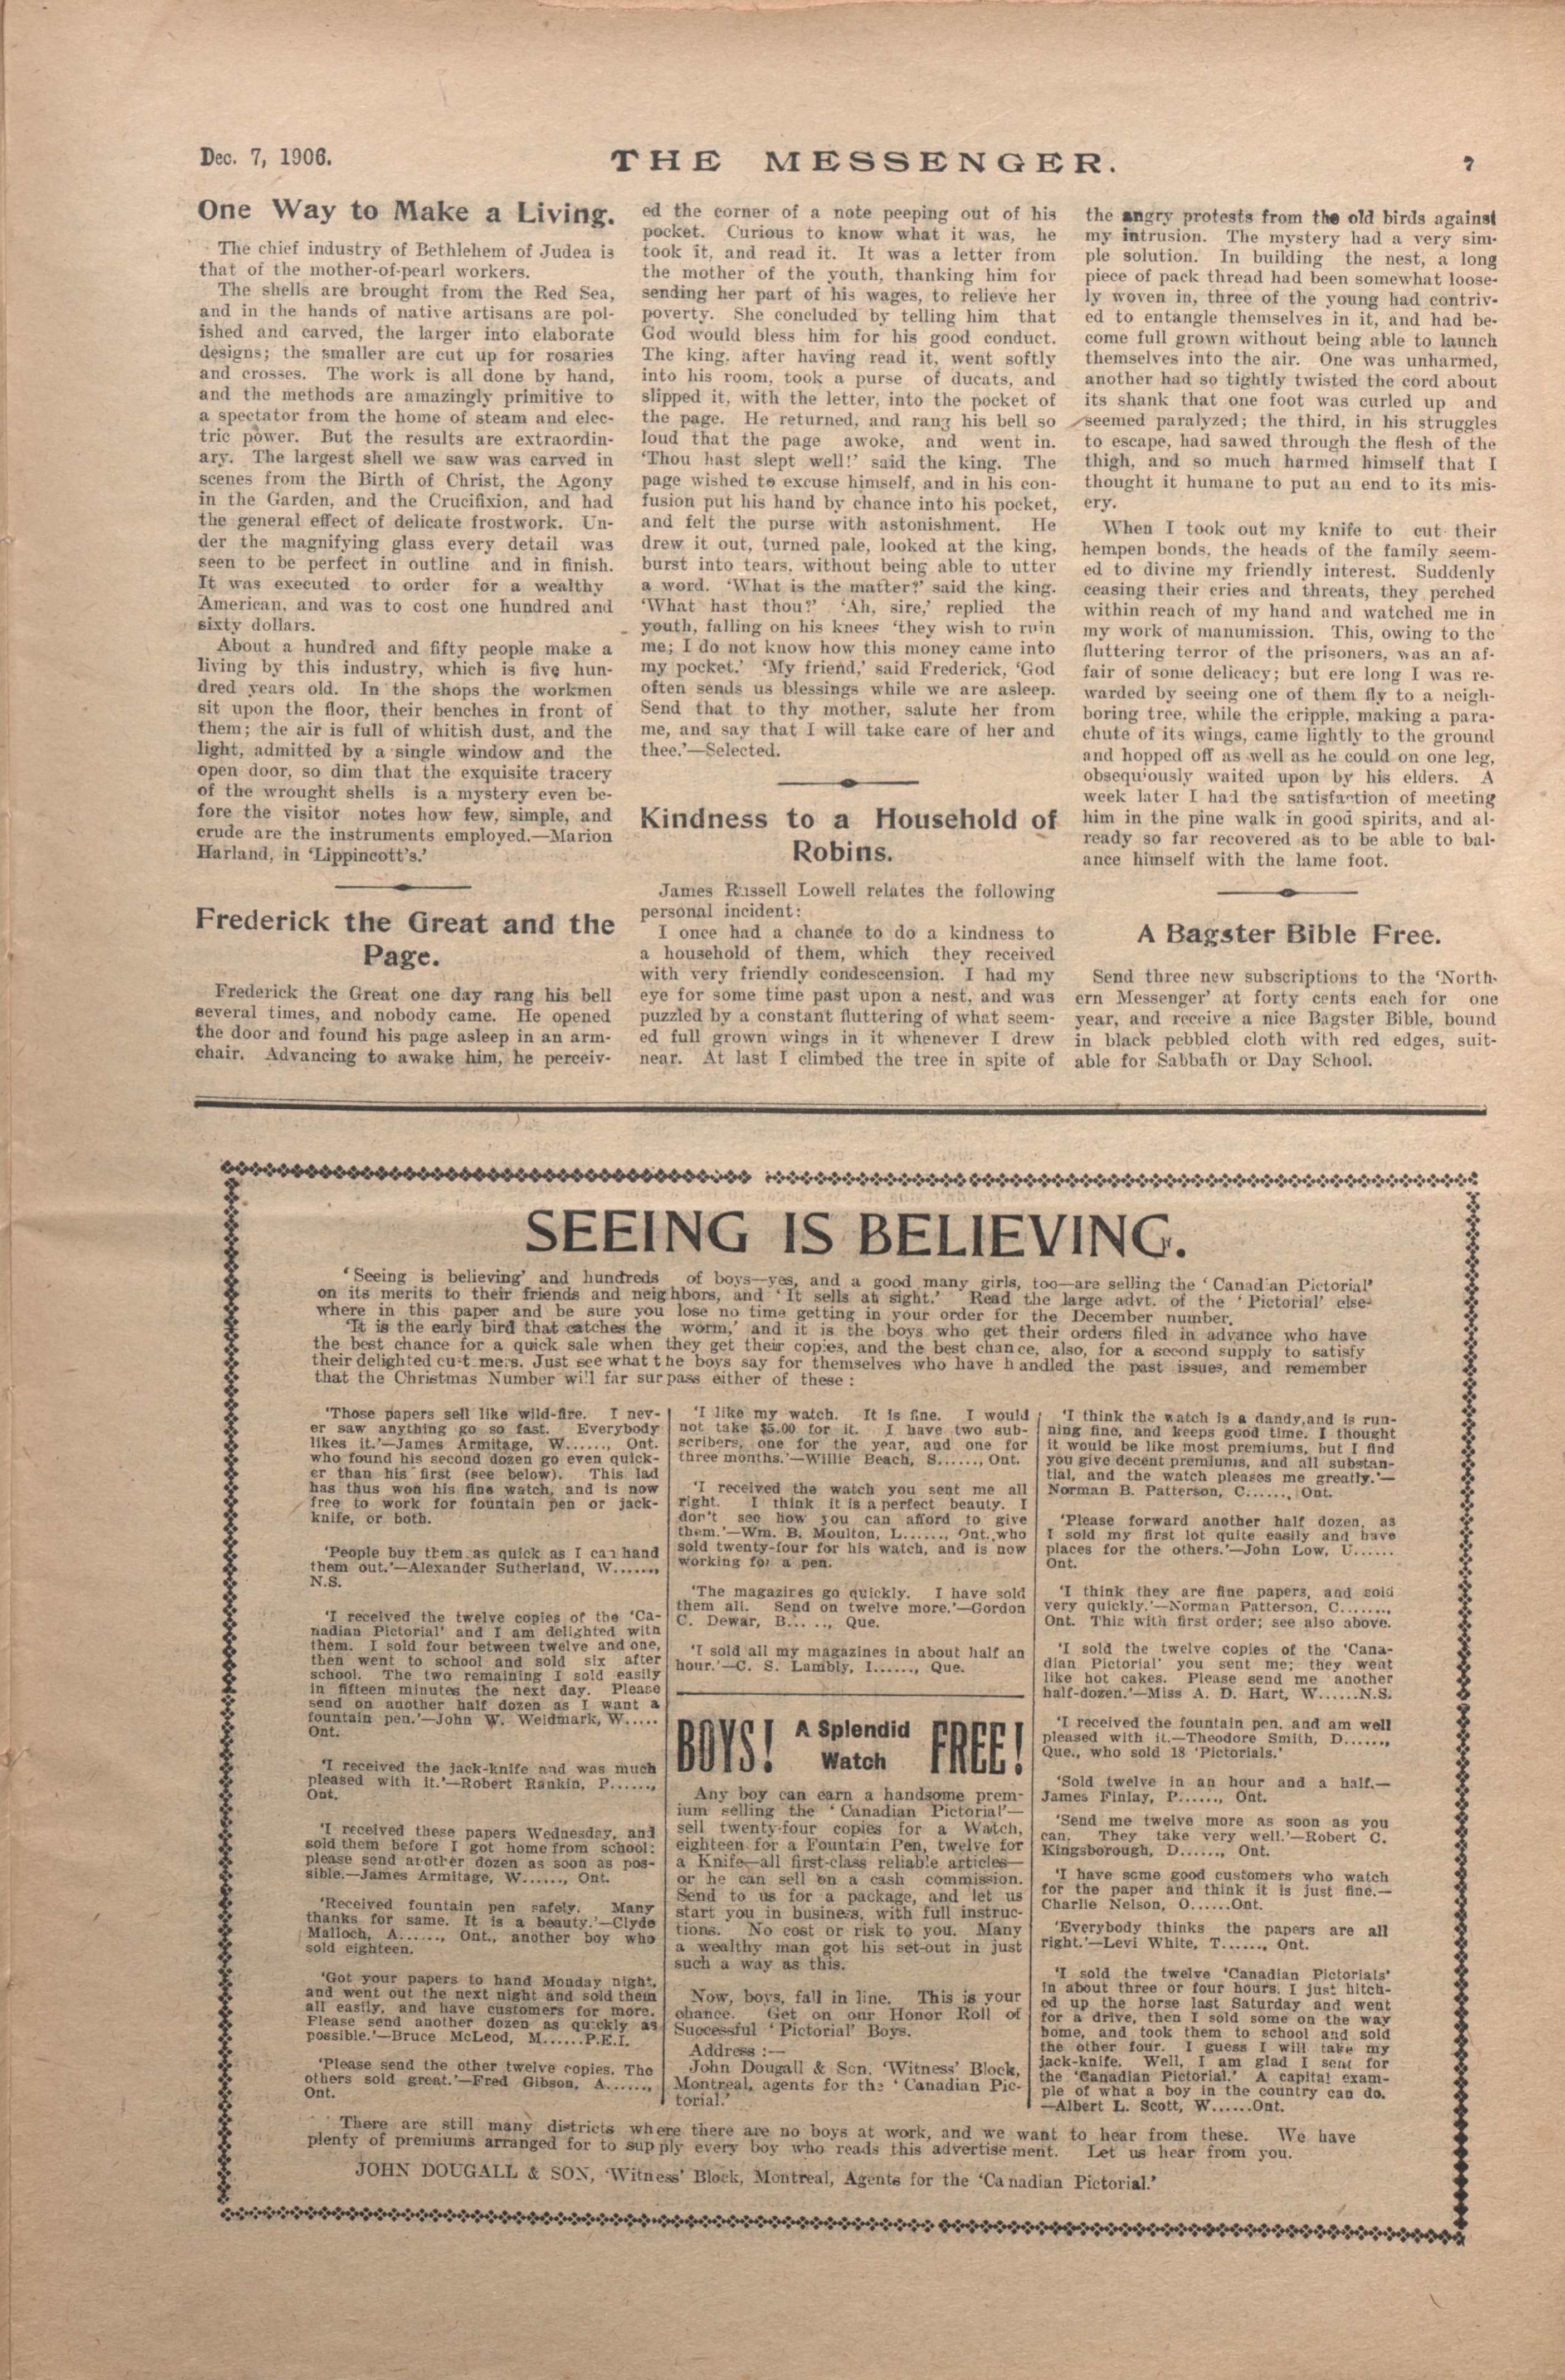 Dec. 7, 1906.
THE MESSENGER.
7
One Way to Make a Living.
The chief industry of Bethlehem of Judea is
that of the mother-of-pearl workers.
The shells are brought from the Red Sea,
and in the hands of native artisans are pol-
ished and carved, the larger into elaborate
designs; the smaller are cut up for rosaries
and crosses. The work is all done by hand,
and the methods are amazingly primitive to
a spectator from the home of steam and elec-
tric power. But the results are extraordin-
ary. The largest shell we saw was carved in
scenes from the Birth of Christ, the Agony
in the Garden, and the Crucifixion, and had
the general effect of delicate frostwork. Un-
der the magnifying glass every detail was
seen to be perfect in outline and in finish.
It was executed to order for a wealthy
American, and was to cost one hundred and
sixty dollars.
About a hundred and fifty people make a
living by this industry, which is five hun-
dred years old. In the shops the workmen
sit upon the floor, their benches in front of
them; the air is full of whitish dust, and the
light, admitted by a single window and the
open door, so dim that the exquisite tracery
of the wrought shells is a mystery even be-
fore the visitor notes how few, simple, and
crude are the instruments employed.—Marion
Harland, in 'Lippincott's.'
Frederick the Great and the
Page.
Frederick the Great one day rang his bell
several times, and nobody came. He opened
the door and found his page asleep in an arm-
chair. Advancing to awake him, he perceiv-
ed the corner of a note peeping out of his
pocket. Curious to know what it was, he
took it, and read it. It was a letter from
the mother of the youth, thanking him for
sending her part of his wages, to relieve her
poverty. She concluded by telling him that
God would bless him for his good conduct.
The king, after having read it, went softly
into his room, took a purse of ducats, and
slipped it, with the letter, into the pocket of
the page. He returned, and rang his bell so
loud that the page awoke, and went in.
'Thou hast slept well!' said the king. The
page wished to excuse himself, and in his con-
fusion put his hand by chance into his pocket,
and felt the purse with astonishment. He
drew it out, turned pale, looked at the king,
burst into tears, without being able to utter
a word. 'What is the matter?' said the king.
'What hast thou?' 'Ah, sire,' replied the
youth, falling on his knees 'they wish to ruin
me; I do not know how this money came into
my pocket.' 'My friend,' said Frederick, 'God
often sends us blessings while we are asleep.
Send that to thy mother, salute her from
me, and say that I will take care of her and
thee.'—Selected.
Kindness to a Household of
Robins.
James Russell Lowell relates the following
personal incident:
I once had a chance to do a kindness to
a household of them, which they received
with very friendly condescension. I had my
eye for some time past upon a nest, and was
puzzled by a constant fluttering of what seem-
ed full grown wings in it whenever I drew
near. At last I climbed the tree in spite of
the angry protests from the old birds against
my intrusion. The mystery had a very sim-
ple solution. In building the nest, a long
piece of pack thread had been somewhat loose-
ly woven in, three of the young had contriv-
ed to entangle themselves in it, and had be-
come full grown without being able to launch
themselves into the air. One was unharmed,
another had so tightly twisted the cord about
its shank that one foot was curled up and
seemed paralyzed; the third, in his struggles
to escape, had sawed through the flesh of the
thigh, and so much harmed himself that I
thought it humane to put an end to its mis-
ery.
When I took out my knife to cut their
hempen bonds, the heads of the family seem-
ed to divine my friendly interest. Suddenly
ceasing their cries and threats, they perched
within reach of my hand and watched me in
my work of manumission. This, owing to the
fluttering terror of the prisoners, was an af-
fair of some delicacy; but ere long I was re-
warded by seeing one of them fly to a neigh-
boring tree, while the cripple, making a para-
chute of its wings, came lightly to the ground
and hopped off as well as he could on one leg,
obsequiously waited upon by his elders. A
week later I had the satisfaction of meeting
him in the pine walk in good spirits, and al-
ready so far recovered as to be able to bal-
ance himself with the lame foot.
A Bagster Bible Free.
Send three new subscriptions to the 'North-
ern Messenger' at forty cents each for one
year, and receive a nice Bagster Bible, bound
in black pebbled cloth with red edges, suit-
able for Sabbath or Day School.
SEEING IS BELIEVING.
'Seeing is believing' and hundreds of boys—yes, and a good many girls, too—are selling the 'Canadian Pictorial'
on its merits to their friends and neighbors, and 'It sells at sight.' Read the large advt. of the 'Pictorial' else-
where in this paper and be sure you lose no time getting in your order for the December number.
'It is the early bird that catches the worm,' and it is the boys who get their orders filed in advance who have
the best chance for a quick sale when they get their copies, and the best chance, also, for a second supply to satisfy
their delighted customers. Just see what the boys say for themselves who have handled the past issues, and remember
that the Christmas Number will far surpass either of these:
'Those papers sell like wild-fire. I nev-
er saw anything go so fast. Everybody
likes it.'—James Armitage, W......, Ont.
who found his second dozen go even quick-
er than his first (see below). This lad
has thus won his fine watch, and is now
free to work for fountain pen or jack-
knife, or both.
'People buy them as quick as I can hand
them out.'—Alexander Sutherland, W......,
N.S.
'I received the twelve copies of the 'Ca-
nadian Pictorial' and I am delighted with
them. I sold four between twelve and one,
then went to school and sold six after
school. The two remaining I sold easily
in fifteen minutes the next day. Please
send on another half dozen as I want a
fountain pen.'—John W. Weidmark, W.....
Ont.
'I received the jack-knife and was much
pleased with it.'—Robert Rankin, P......,
Ont.
'I received these papers Wednesday, and
sold them before I got home from school:
please send another dozen as soon as pos-
sible.—James Armitage, W......, Ont.
'Received fountain pen safely. Many
thanks for same. It is a beauty.'—Clyde
Malloch, A......, Ont., another boy who
sold eighteen.
'Got your papers to hand Monday night,
and went out the next night and sold them
all easily, and have customers for more.
Please send another dozen as quickly as
possible.'—Bruce McLeod, M......P.E.I.
'Please send the other twelve copies. The
others sold great.'—Fred Gibson, A......,
Ont.
'I like my watch. It is fine. I would
not take $5.00 for it. I have two sub-
scribers, one for the year, and one for
three months.'—Willie Beach, S......, Ont.
'I received the watch you sent me all
right. I think it is a perfect beauty. I
don't see how you can afford to give
them.'—Wm. B. Moulton, L......, Ont., who
sold twenty-four for his watch, and is now
working for a pen.
'The magazines go quickly. I have sold
them all. Send on twelve more.'—Gordon
C. Dewar, B......, Que.
'I sold all my magazines in about half an
hour.'—C. S. Lambly, I......, Que.
BOYS! A Splendid Watch FREE!
Any boy can earn a handsome prem-
ium selling the 'Canadian Pictorial'—
sell twenty-four copies for a Watch,
eighteen for a Fountain Pen, twelve for
a Knife—all first-class reliable articles—
or he can sell on a cash commission.
Send to us for a package, and let us
start you in business, with full instruc-
tions. No cost or risk to you. Many
a wealthy man got his set-out in just
such a way as this.
Now, boys, fall in line. This is your
chance. Get on our Honor Roll of
Successful 'Pictorial' Boys.
Address:—
John Dougall & Son, 'Witness' Block,
Montreal, agents for the 'Canadian Pic-
torial.'
'I think the watch is a dandy, and is run-
ning fine, and keeps good time. I thought
it would be like most premiums, but I find
you give decent premiums, and all substan-
tial, and the watch pleases me greatly.'—
Norman B. Patterson, C......, Ont.
'Please forward another half dozen, as
I sold my first lot quite easily and have
places for the others.'—John Low, U......
Ont.
'I think they are fine papers, and sold
very quickly.'—Norman Patterson, C.......,
Ont. This with first order; see also above.
'I sold the twelve copies of the 'Cana-
dian Pictorial' you sent me; they went
like hot cakes. Please send me another
half-dozen.'—Miss A. D. Hart, W......N.S.
'I received the fountain pen, and am well
pleased with it.—Theodore Smith, D......,
Que., who sold 18 'Pictorials.'
'Sold twelve in an hour and a half.—
James Finlay, P......, Ont.
'Send me twelve more as soon as you
can. They take very well.'—Robert C.
Kingsborough, D......, Ont.
'I have some good customers who watch
for the paper and think it is just fine.—
Charlie Nelson, O......Ont.
'Everybody thinks the papers are all
right.'—Levi White, T......, Ont.
'I sold the twelve 'Canadian Pictorials'
in about three or four hours. I just hitch-
ed up the horse last Saturday and went
for a drive, then I sold some on the way
home, and took them to school and sold
the other four. I guess I will take my
jack-knife. Well, I am glad I sent for
the 'Canadian Pictorial.' A capital exam-
ple of what a boy in the country can do.
—Albert L. Scott, W......Ont.
There are still many districts where there are no boys at work, and we want to hear from these. We have
plenty of premiums arranged for to supply every boy who reads this advertisement. Let us hear from you.
JOHN DOUGALL & SON, 'Witness' Block, Montreal, Agents for the 'Canadian Pictorial.'